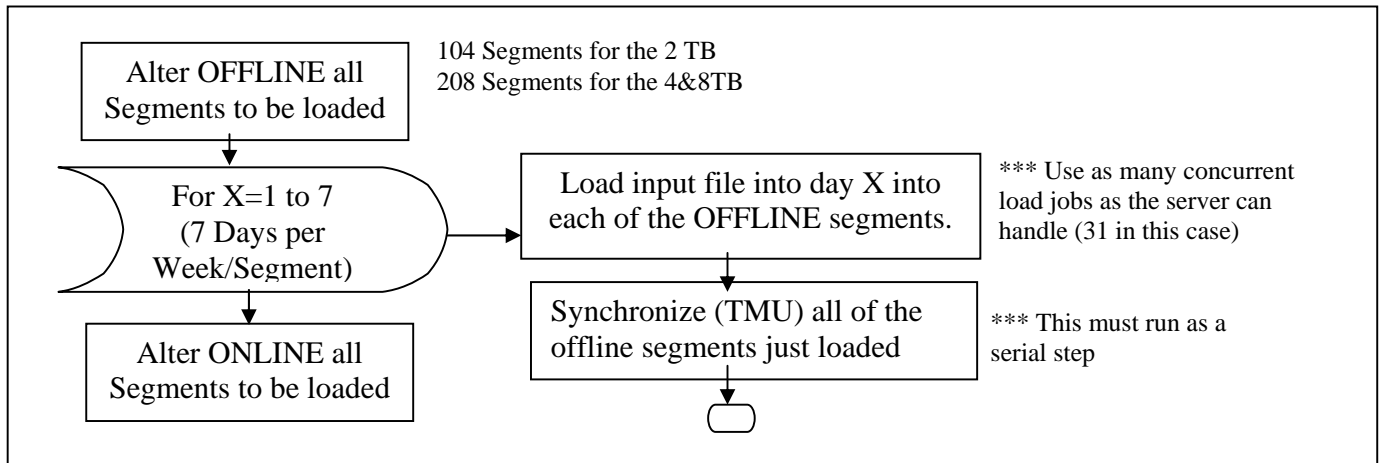 Alter OFFLINE all
Segments to be loaded
104 Segments for the 2 TB
208 Segments for the 4&8TB
For X=1 to 7
(7 Days per
Week/Segment)
Load input file into day X into
each of the OFFLINE segments.
*** Use as many concurrent
load jobs as the server can
handle (31 in this case)
Synchronize (TMU) all of the
offline segments just loaded
*** This must run as a
serial step
Alter ONLINE all
Segments to be loaded